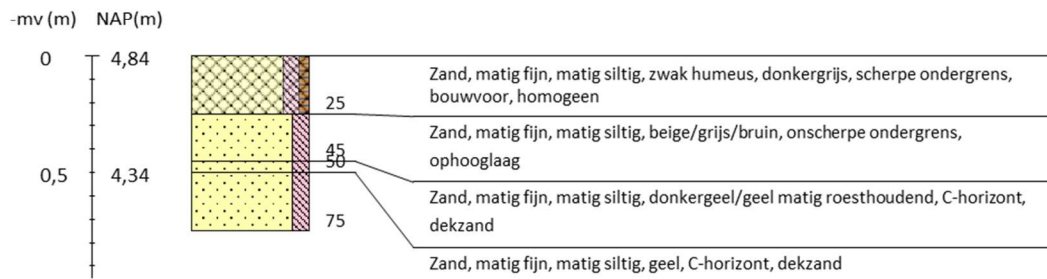 -mv (m) NAP(m)
0 4,84
Zand, matig fijn, matig siltig, zwak humeus, donkergrijs, scherpe ondergrens,
bouwvoor, homogeen
25
Zand, matig fijn, matig siltig, beige/grijs/bruin, onscherpe ondergrens,
ophooglaag
45
50
0,5 4,34
Zand, matig fijn, matig siltig, donkergeel/geel matig roesthoudend, C-horizont,
dekzand
75
Zand, matig fijn, matig siltig, geel, C-horizont, dekzand